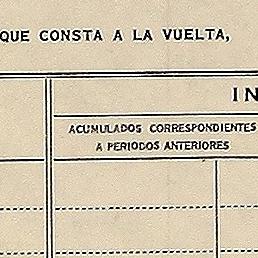 QUE CONSTA A LA VUELTA,
IN
ACUMULADOS CORRESPONDIENTES
A PERIODOS ANTERIORES